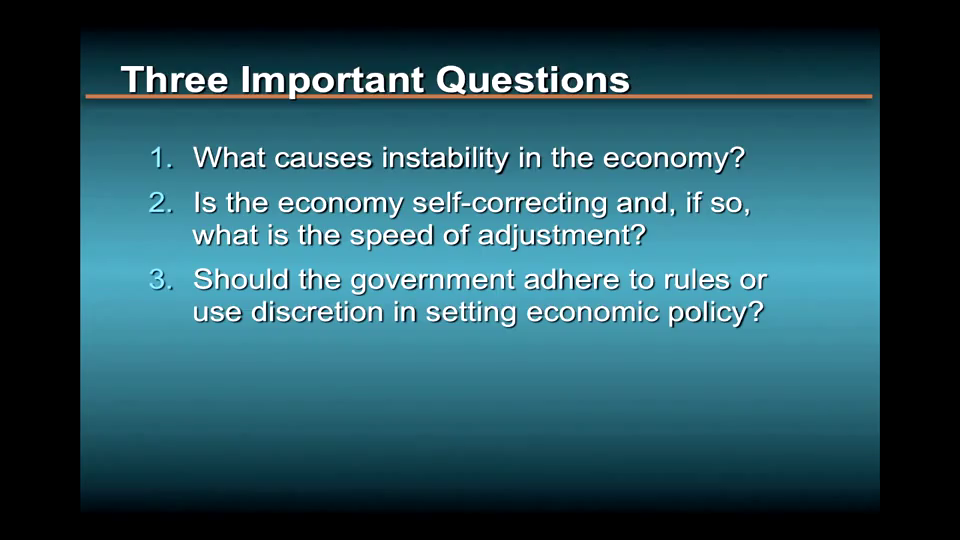 Three Important Questions
1. What causes instability in the economy?
2. Is the economy self-correcting and, if so,
what is the speed of adjustment?
3. Should the government adhere to rules or
use discretion in setting economic policy?